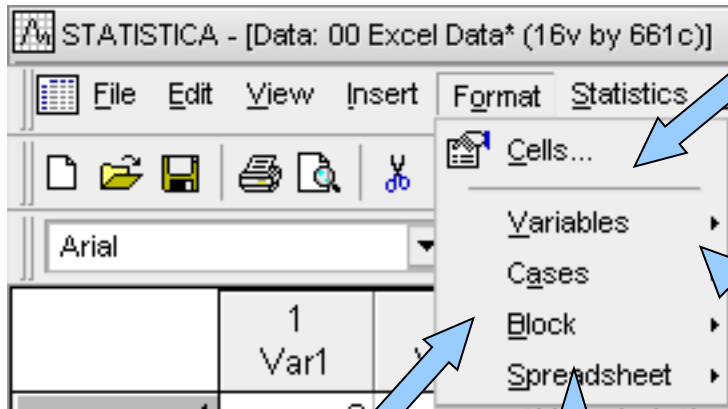 STATISTICA - [Data: 00 Excel Data* (16v by 661c)]
File Edit View Insert Format Statistics
Cells...
Arial
Variables
Cases
1
Var1
Block
Spreadsheet